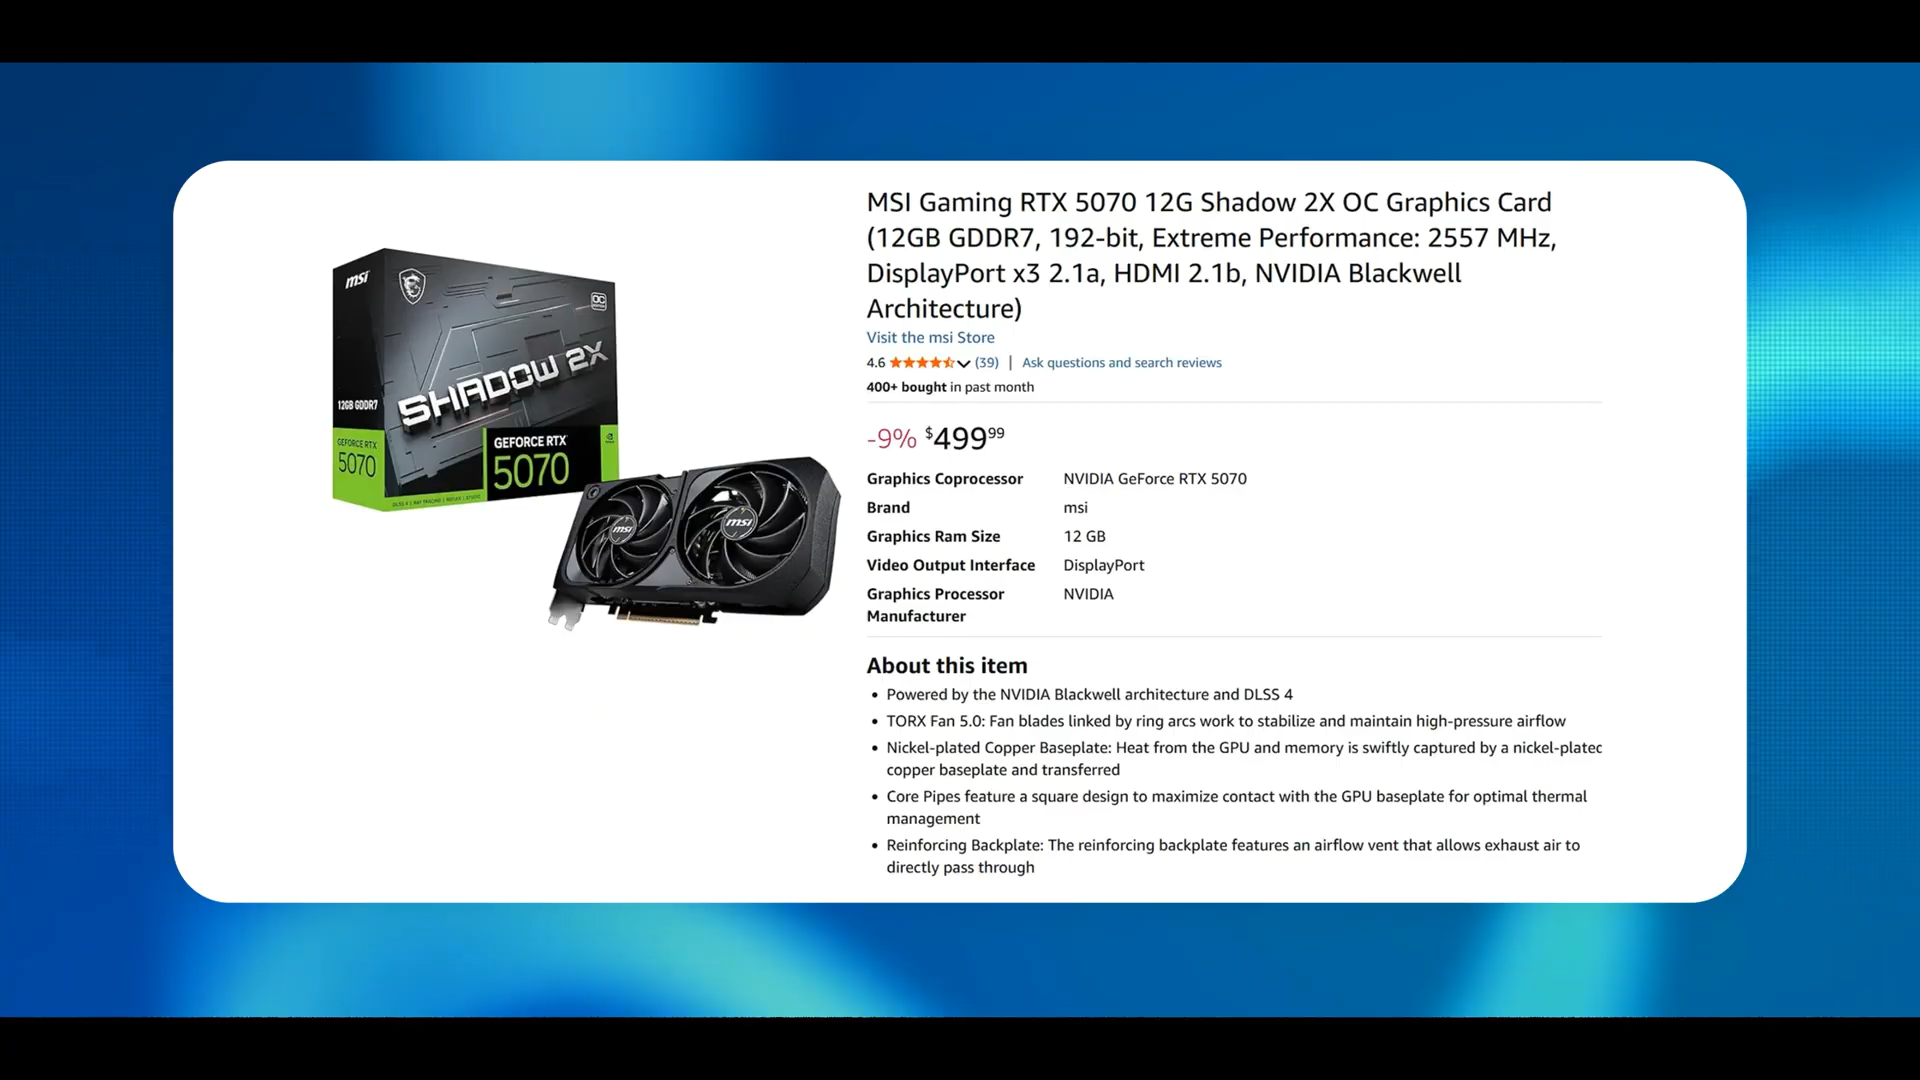 msi
OC
EDITION
SHADOW 2X
12GB GDDR7
GEFORCE RTX
5070
GEFORCE RTX
5070
msi
msi
MSI Gaming RTX 5070 12G Shadow 2X OC Graphics Card
(12GB GDDR7, 192-bit, Extreme Performance: 2557 MHz,
DisplayPort x3 2.1a, HDMI 2.1b, NVIDIA Blackwell
Architecture)
Visit the msi Store
4.6 (39) | Ask questions and search reviews
400+ bought in past month
-9% $49999
Graphics Coprocessor NVIDIA GeForce RTX 5070
Brand msi
Graphics Ram Size 12 GB
Video Output Interface DisplayPort
Graphics Processor NVIDIA
Manufacturer
About this item
• Powered by the NVIDIA Blackwell architecture and DLSS 4
• TORX Fan 5.0: Fan blades linked by ring arcs work to stabilize and maintain high-pressure airflow
• Nickel-plated Copper Baseplate: Heat from the GPU and memory is swiftly captured by a nickel-plated
copper baseplate and transferred
• Core Pipes feature a square design to maximize contact with the GPU baseplate for optimal thermal
management
• Reinforcing Backplate: The reinforcing backplate features an airflow vent that allows exhaust air to
directly pass through